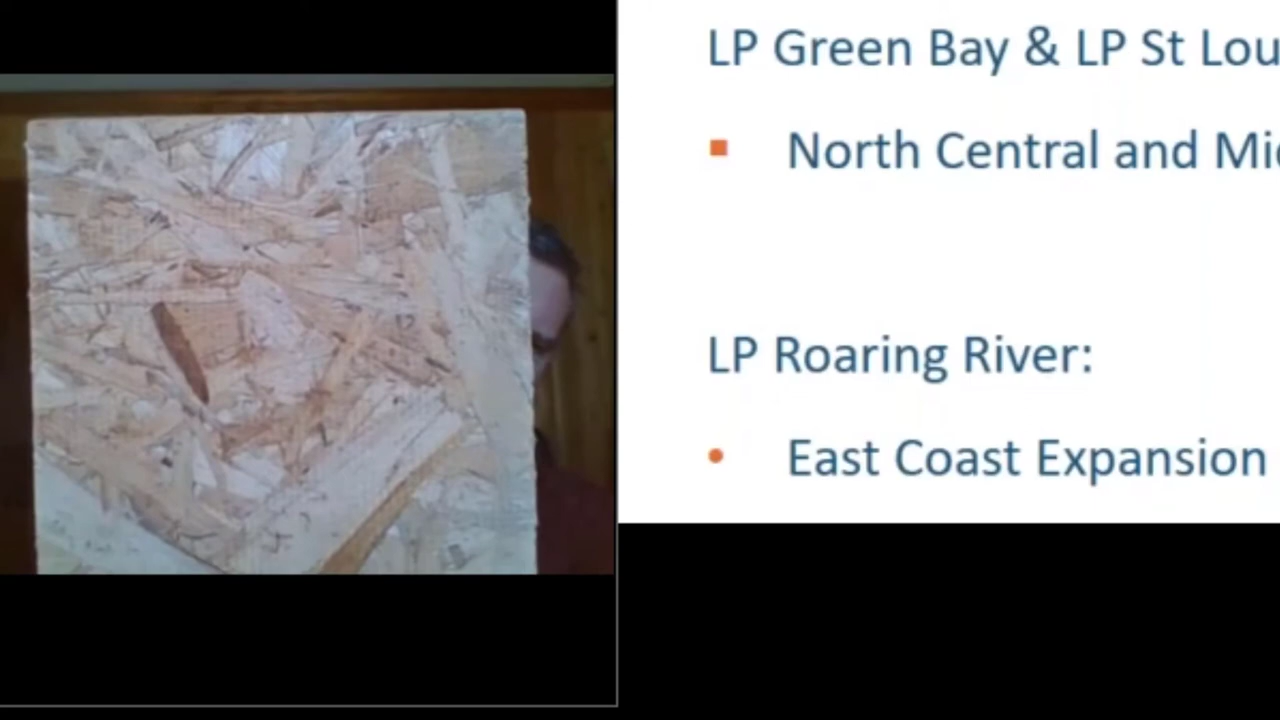 LP Green Bay & LP St Lou
▪ North Central and Mi
LP Roaring River:
• East Coast Expansion